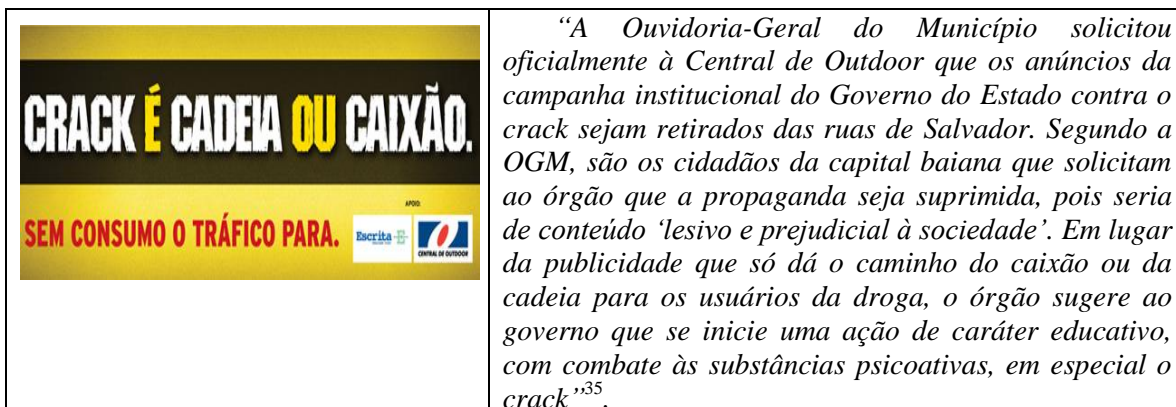 CRACK É CADEIA OU CAIXÃO.
APOIO:
SEM CONSUMO O TRÁFICO PARA.
Escrita
CENTRAL DE OUTDOOR
“A Ouvidoria-Geral do Município solicitou
oficialmente à Central de Outdoor que os anúncios da
campanha institucional do Governo do Estado contra o
crack sejam retirados das ruas de Salvador. Segundo a
OGM, são os cidadãos da capital baiana que solicitam
ao órgão que a propaganda seja suprimida, pois seria
de conteúdo ‘lesivo e prejudicial à sociedade’. Em lugar
da publicidade que só dá o caminho do caixão ou da
cadeia para os usuários da droga, o órgão sugere ao
governo que se inicie uma ação de caráter educativo,
com combate às substâncias psicoativas, em especial o
crack”35.